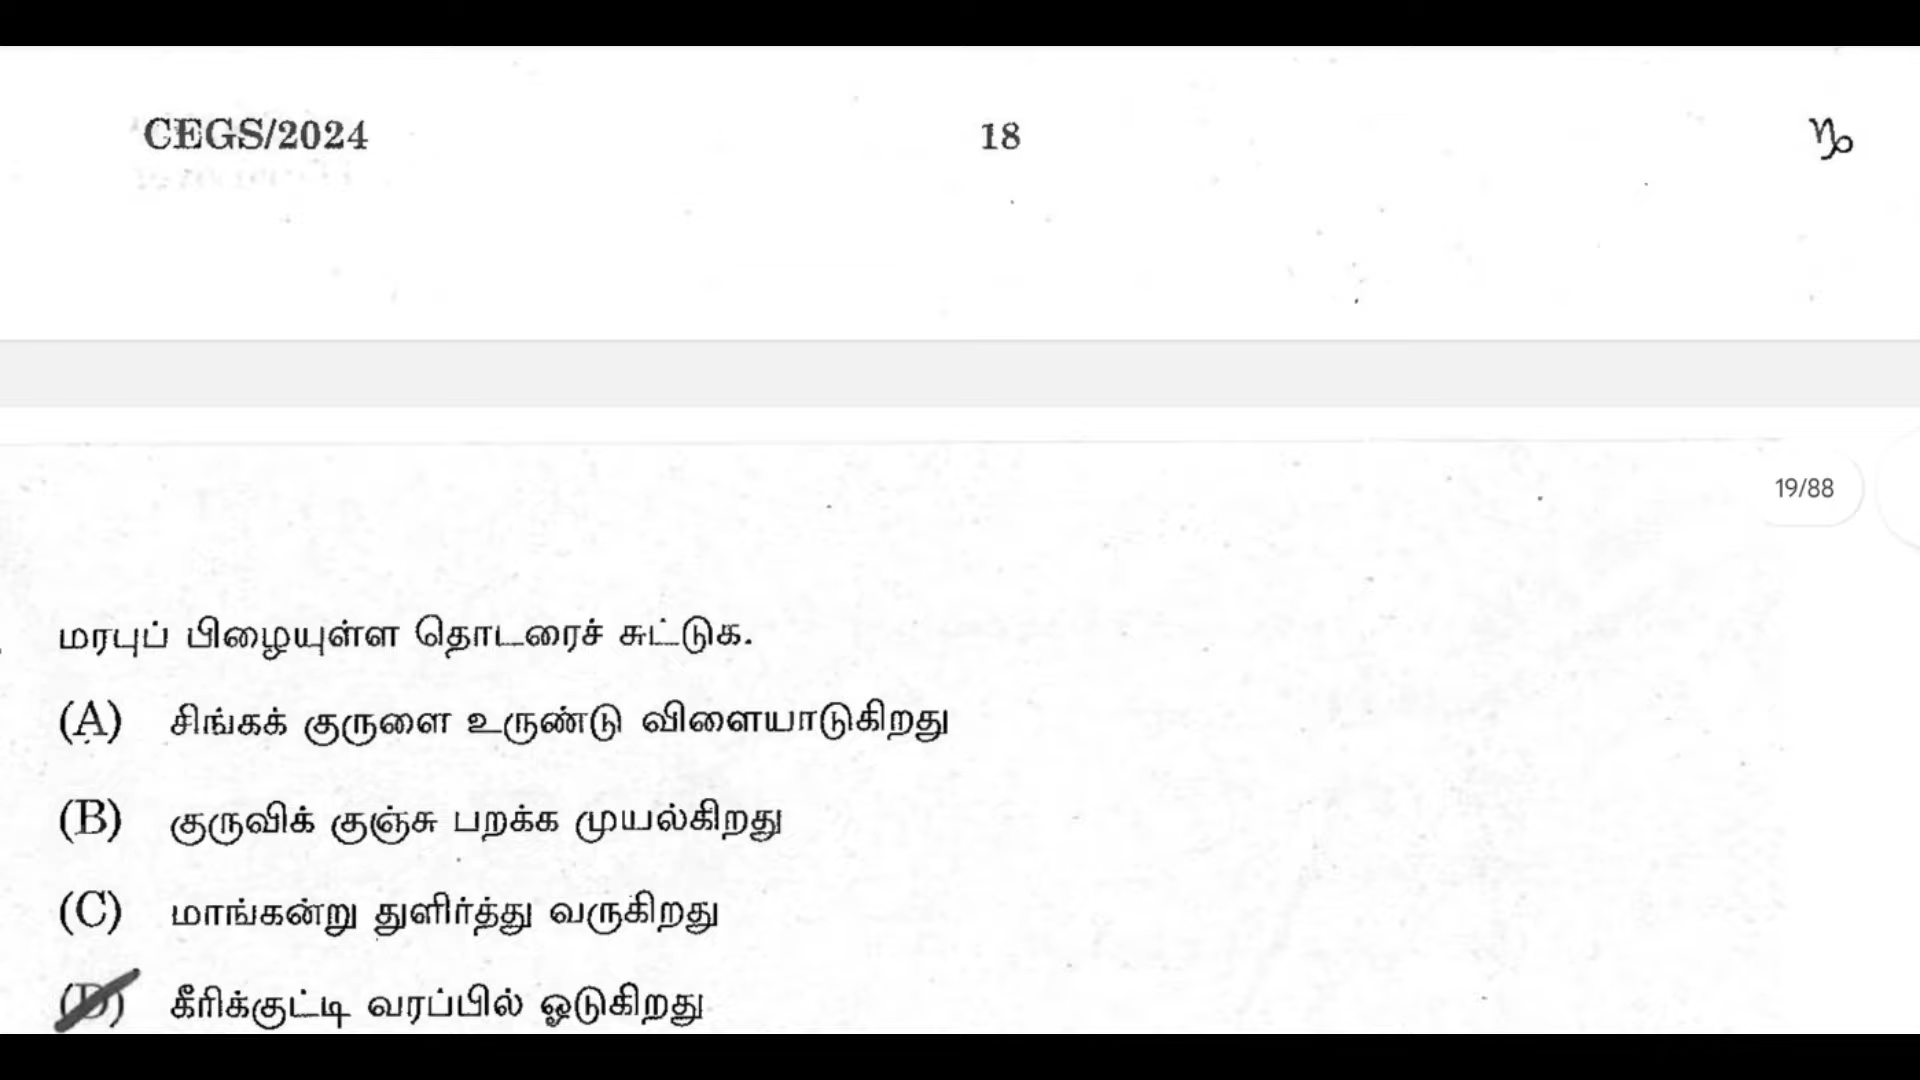 CEGS/2024 18 ♑
19/88
மரபுப் பிழையுள்ள தொடரைச் சுட்டுக.
(A) சிங்கக் குருளை உருண்டு விளையாடுகிறது
(B) குருவிக் குஞ்சு பறக்க முயல்கிறது
(C) மாங்கன்று துளிர்த்து வருகிறது
(D) கீரிக்குட்டி வரப்பில் ஓடுகிறது